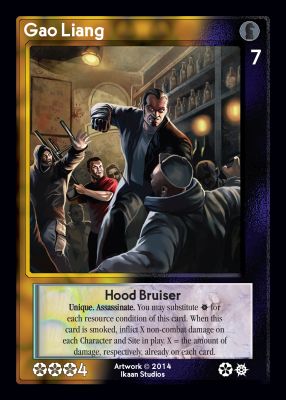 Gao Liang
7
Hood Bruiser
Unique. Assassinate. You may substitute for
each resource condition of this card. When this
card is smoked, inflict X non-combat damage on
each Character and Site in play. X = the amount
of damage, respectively, already on each card.
4
Artwork © 2014
Ikaan Studios